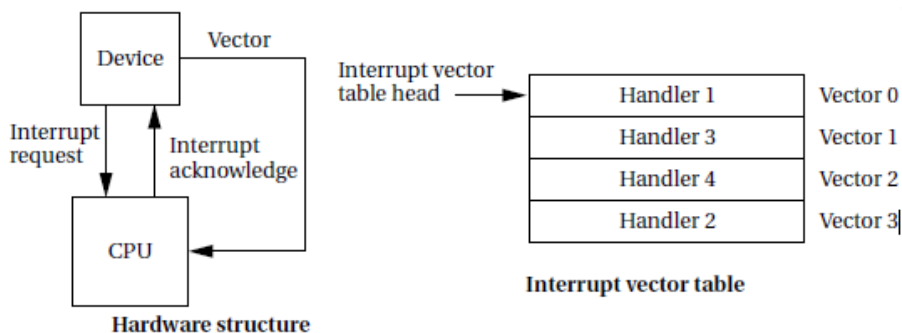 Device
Vector
Interrupt
request
Interrupt
acknowledge
CPU
Hardware structure
Interrupt vector
table head
Handler 1 Vector 0
Handler 3 Vector 1
Handler 4 Vector 2
Handler 2 Vector 3
Interrupt vector table